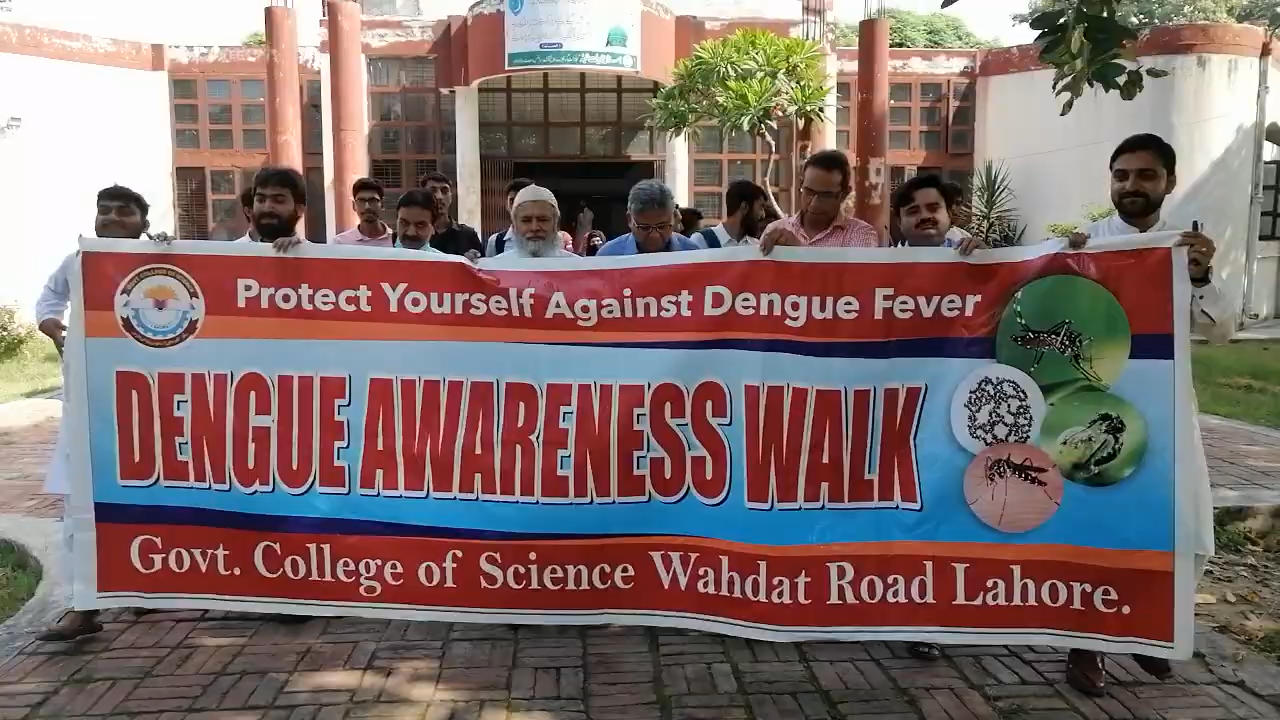 Protect Yourself Against Dengue Fever
DENGUE AWARENESS WALK
Govt. College of Science Wahdat Road Lahore.